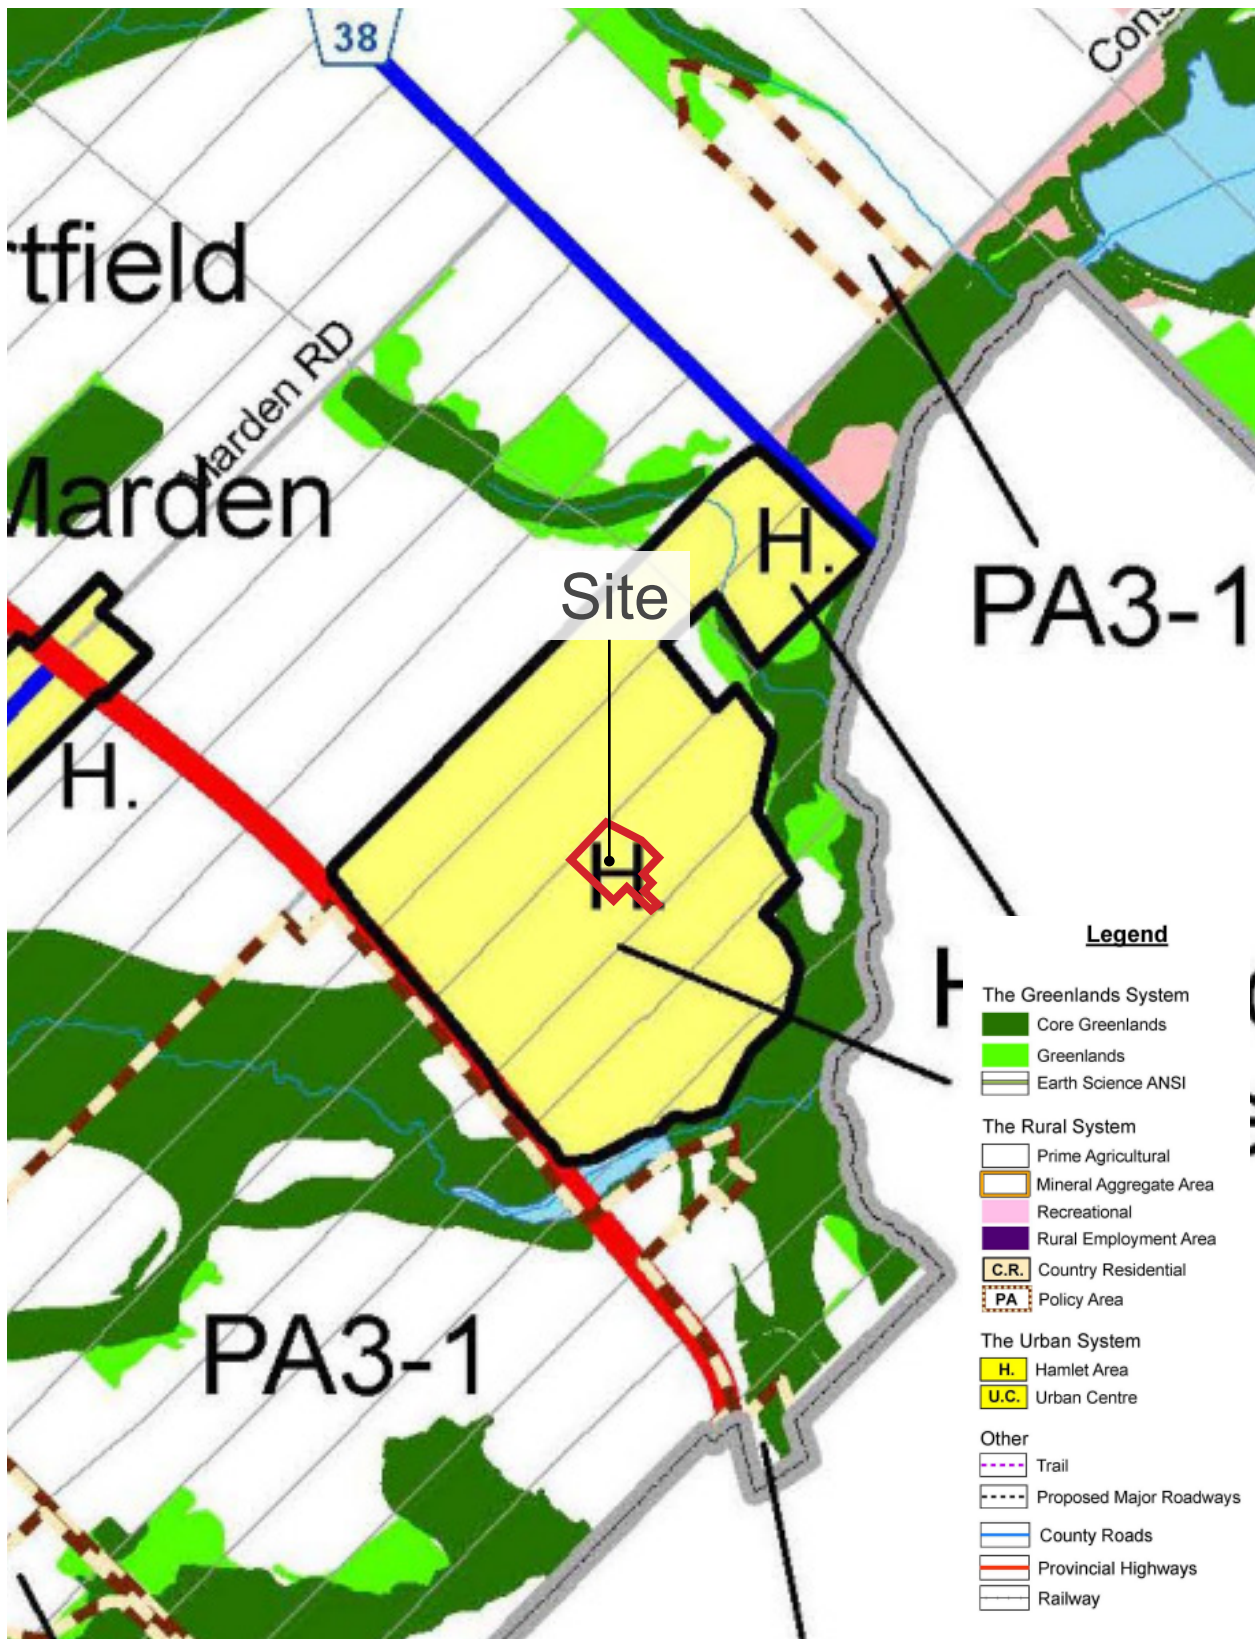 38
Cons
rtfield
Marden RD
Marden
H.
Site
PA3-1
H.
H.
PA3-1
Legend
The Greenlands System
Core Greenlands
Greenlands
Earth Science ANSI
The Rural System
Prime Agricultural
Mineral Aggregate Area
Recreational
Rural Employment Area
C.R. Country Residential
PA Policy Area
The Urban System
H. Hamlet Area
U.C. Urban Centre
Other
Trail
Proposed Major Roadways
County Roads
Provincial Highways
Railway